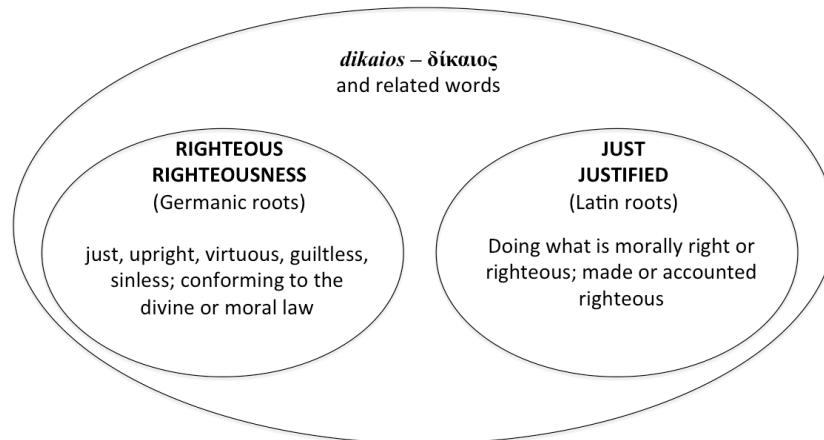 dikaios – δίκαιος
and related words
RIGHTEOUS
RIGHTEOUSNESS
(Germanic roots)
just, upright, virtuous, guiltless,
sinless; conforming to the
divine or moral law
JUST
JUSTIFIED
(Latin roots)
Doing what is morally right or
righteous; made or accounted
righteous